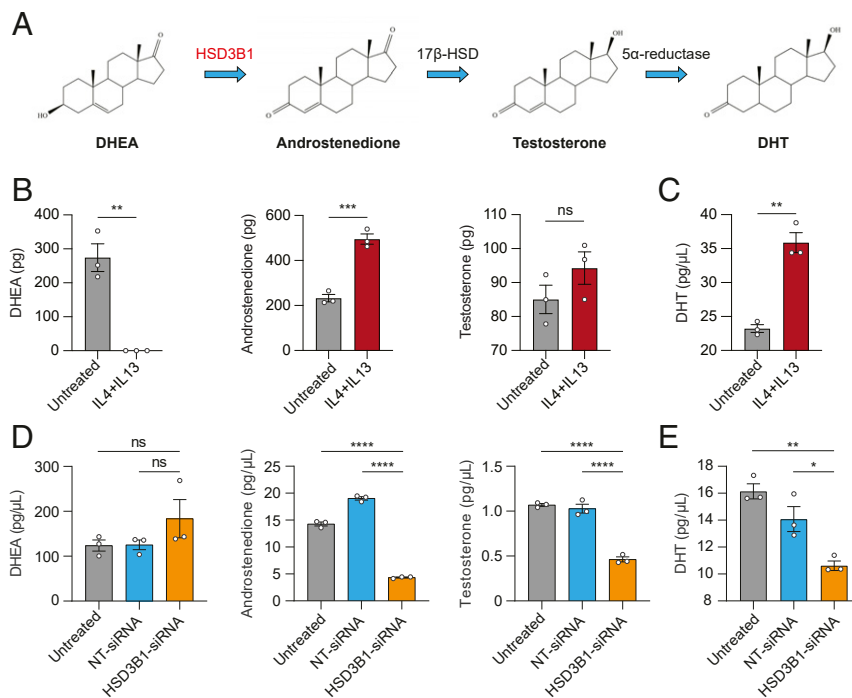 A
HSD3B1
17β-HSD
5α-reductase
O
HO
O
O
OH
O
OH
O
DHEA
Androstenedione
Testosterone
DHT
B
C
**
***
ns
**
DHEA (pg)
400
300
200
100
0
Untreated
IL4+IL13
Androstenedione (pg)
600
400
200
0
Untreated
IL4+IL13
Testosterone (pg)
110
100
90
80
70
Untreated
IL4+IL13
DHT (pg/μL)
40
35
30
25
20
Untreated
IL4+IL13
D
E
ns
ns
DHEA (pg/μL)
300
200
100
0
Untreated
NT-siRNA
HSD3B1-siRNA
****
****
Androstenedione (pg/μL)
25
20
15
10
5
0
Untreated
NT-siRNA
HSD3B1-siRNA
****
****
Testosterone (pg/μL)
1.5
1.0
0.5
0
Untreated
NT-siRNA
HSD3B1-siRNA
**
*
DHT (pg/μL)
16
14
12
10
8
Untreated
NT-siRNA
HSD3B1-siRNA